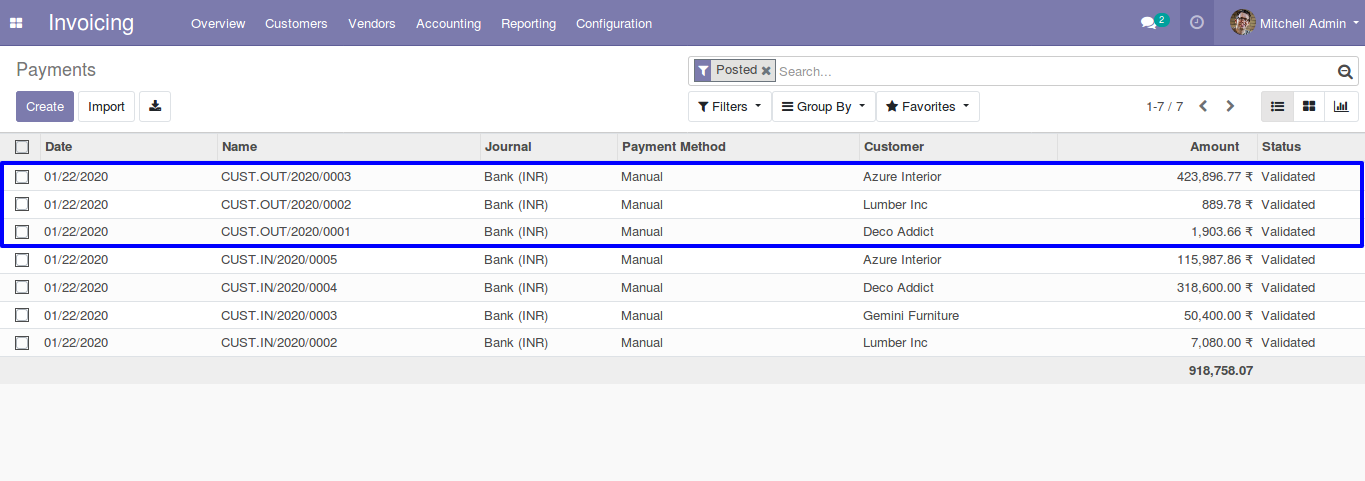 Invoicing Overview Customers Vendors Accounting Reporting Configuration 2 Mitchell Admin
Payments Posted Search...
Create Import Filters Group By Favorites 1-7 / 7
Date Name Journal Payment Method Customer Amount Status
01/22/2020 CUST.OUT/2020/0003 Bank (INR) Manual Azure Interior 423,896.77 ₹ Validated
01/22/2020 CUST.OUT/2020/0002 Bank (INR) Manual Lumber Inc 889.78 ₹ Validated
01/22/2020 CUST.OUT/2020/0001 Bank (INR) Manual Deco Addict 1,903.66 ₹ Validated
01/22/2020 CUST.IN/2020/0005 Bank (INR) Manual Azure Interior 115,987.86 ₹ Validated
01/22/2020 CUST.IN/2020/0004 Bank (INR) Manual Deco Addict 318,600.00 ₹ Validated
01/22/2020 CUST.IN/2020/0003 Bank (INR) Manual Gemini Furniture 50,400.00 ₹ Validated
01/22/2020 CUST.IN/2020/0002 Bank (INR) Manual Lumber Inc 7,080.00 ₹ Validated
918,758.07